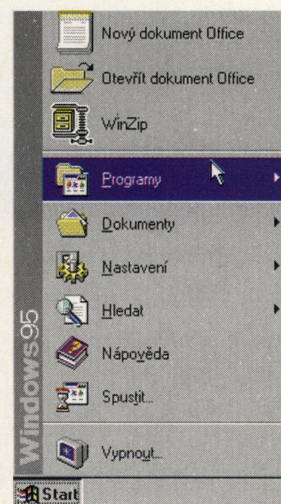 Nový dokument Office
Otevřít dokument Office
WinZip
Programy
Dokumenty
Nastavení
Hledat
Nápověda
Spustit...
Vypnout...
Windows95
Start